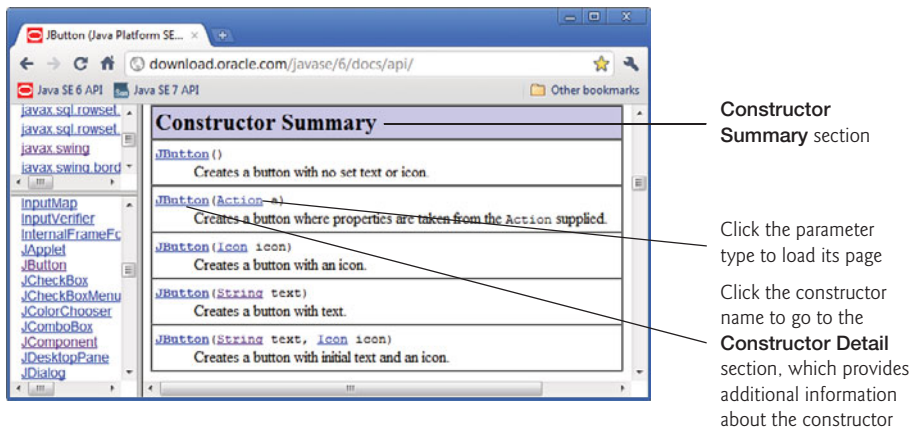 JButton (Java Platform SE...
download.oracle.com/javase/6/docs/api/
Java SE 6 API
Java SE 7 API
Other bookmarks
javax.sql.rowset.
javax.sql.rowset.
javax.swing
javax.swing.bord
InputMap
InputVerifier
InternalFrameFc
JApplet
JButton
JCheckBox
JCheckBoxMenu
JColorChooser
JComboBox
JComponent
JDesktopPane
JDialog
Constructor Summary
JButton()
Creates a button with no set text or icon.
JButton(Action a)
Creates a button where properties are taken from the Action supplied.
JButton(Icon icon)
Creates a button with an icon.
JButton(String text)
Creates a button with text.
JButton(String text, Icon icon)
Creates a button with initial text and an icon.
Constructor
Summary section
Click the parameter
type to load its page
Click the constructor
name to go to the
Constructor Detail
section, which provides
additional information
about the constructor